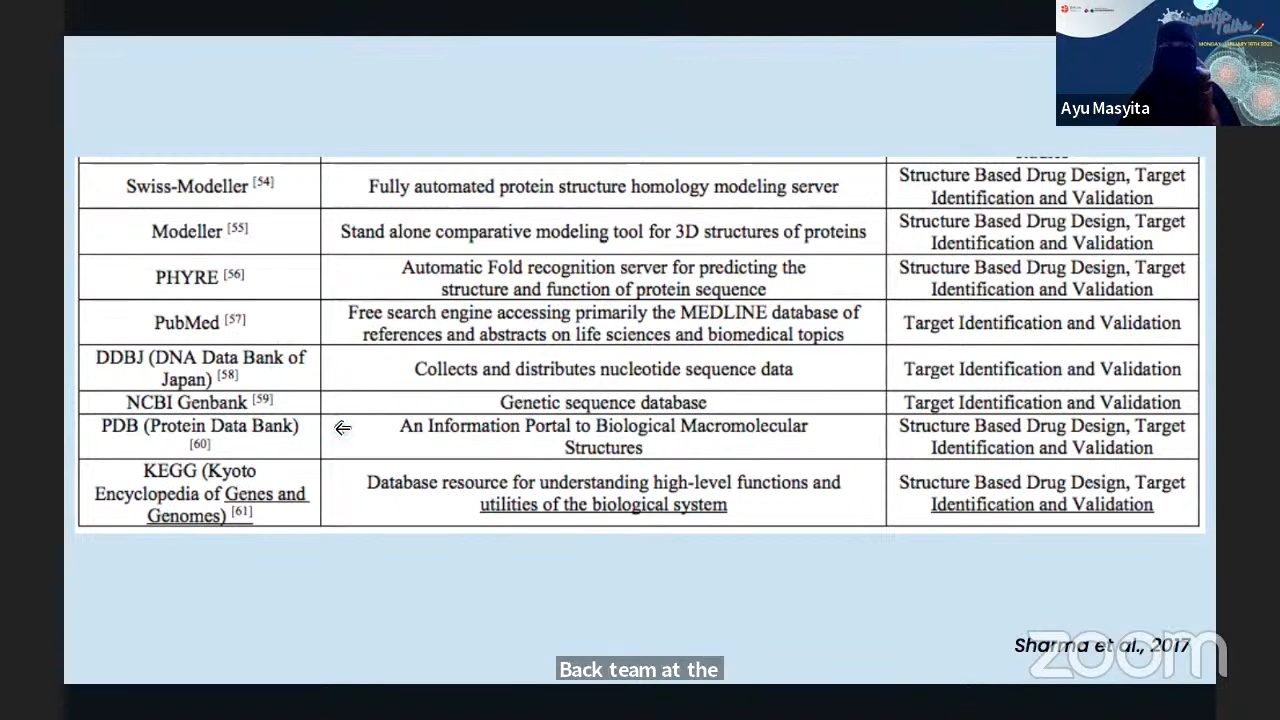 Scientific
Talks
MONDAY, JANUARY 16TH 2023
Ayu Masyita
Swiss-Modeller [54]
Fully automated protein structure homology modeling server
Structure Based Drug Design, Target
Identification and Validation
Modeller [55]
Stand alone comparative modeling tool for 3D structures of proteins
Structure Based Drug Design, Target
Identification and Validation
PHYRE [56]
Automatic Fold recognition server for predicting the
structure and function of protein sequence
Structure Based Drug Design, Target
Identification and Validation
PubMed [57]
Free search engine accessing primarily the MEDLINE database of
references and abstracts on life sciences and biomedical topics
Target Identification and Validation
DDBJ (DNA Data Bank of
Japan) [58]
Collects and distributes nucleotide sequence data
Target Identification and Validation
NCBI Genbank [59]
Genetic sequence database
Target Identification and Validation
PDB (Protein Data Bank)
[60]
An Information Portal to Biological Macromolecular
Structures
Structure Based Drug Design, Target
Identification and Validation
KEGG (Kyoto
Encyclopedia of Genes and
Genomes) [61]
Database resource for understanding high-level functions and
utilities of the biological system
Structure Based Drug Design, Target
Identification and Validation
Sharma et al., 2017
zoom
Back team at the